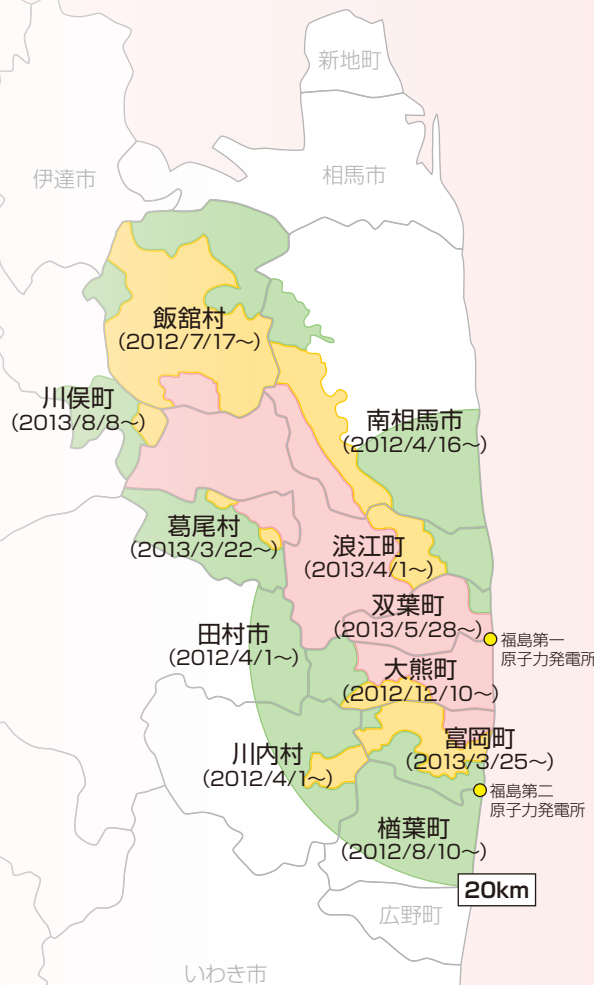 新地町
相馬市
伊達市
飯舘村
(2012/7/17〜)
川俣町
(2013/8/8〜)
南相馬市
(2012/4/16〜)
葛尾村
(2013/3/22〜)
浪江町
(2013/4/1〜)
双葉町
(2013/5/28〜)
田村市
(2012/4/1〜)
福島第一
原子力発電所
大熊町
(2012/12/10〜)
富岡町
(2013/3/25〜)
川内村
(2012/4/1〜)
福島第二
原子力発電所
楢葉町
(2012/8/10〜)
20km
広野町
いわき市